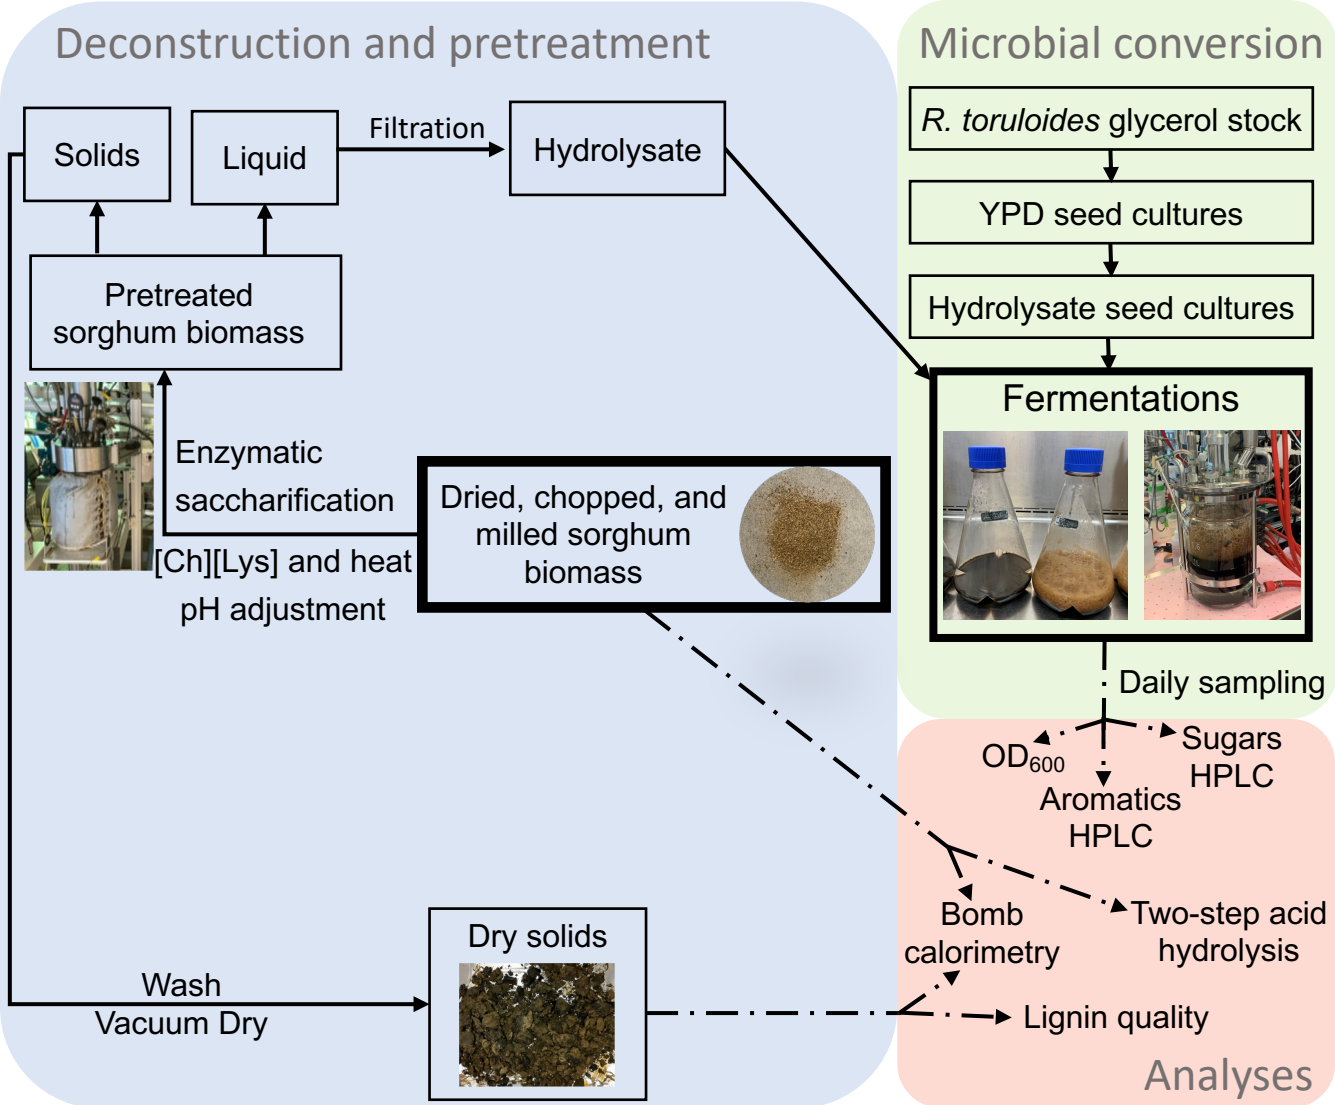 Deconstruction and pretreatment
Solids
Liquid
Filtration
Hydrolysate
Pretreated
sorghum biomass
Enzymatic
saccharification
[Ch][Lys] and heat
pH adjustment
Dried, chopped, and
milled sorghum
biomass
Wash
Vacuum Dry
Dry solids
Microbial conversion
R. toruloides glycerol stock
YPD seed cultures
Hydrolysate seed cultures
Fermentations
Daily sampling
OD600
Aromatics
HPLC
Sugars
HPLC
Bomb
calorimetry
Two-step acid
hydrolysis
Lignin quality
Analyses